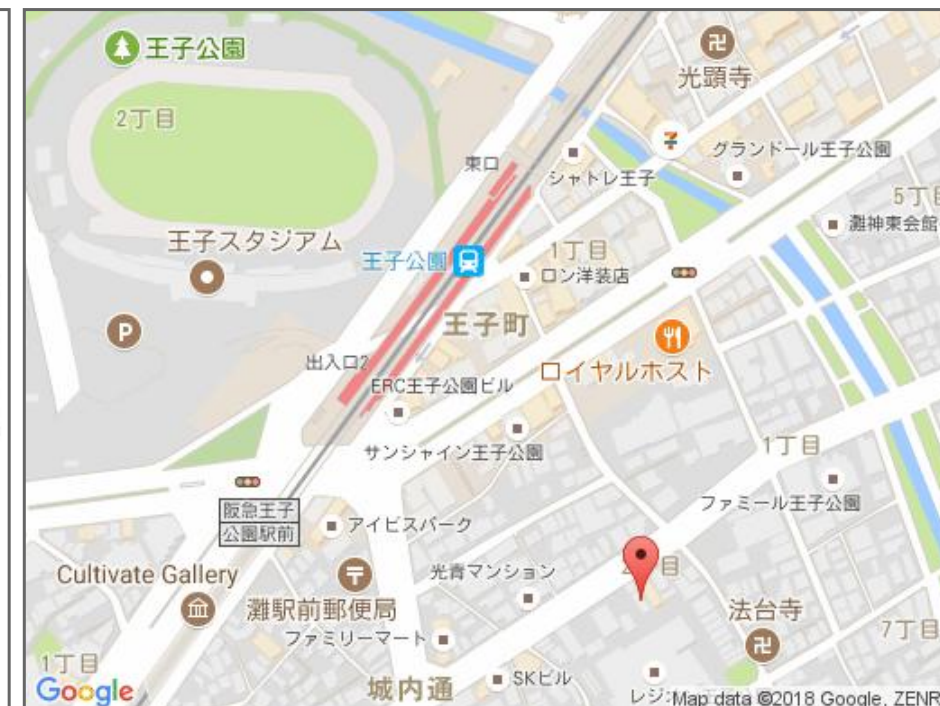 王子公園
光顕寺
2丁目
グランドール王子公園
東口
シャトレ王子
灘神東会館
王子スタジアム
王子公園
1丁目
ロン洋装店
P
王子町
出入口2
ロイヤルホスト
ERC王子公園ビル
サンシャイン王子公園
1丁目
阪急王子
公園駅前
アイビスパーク
ファミール王子公園
Cultivate Gallery
光青マンション
灘駅前郵便局
ファミリーマート
法台寺
7丁目
1丁目
Google
城内通
SKビル
Map data ©2018 Google, ZENR